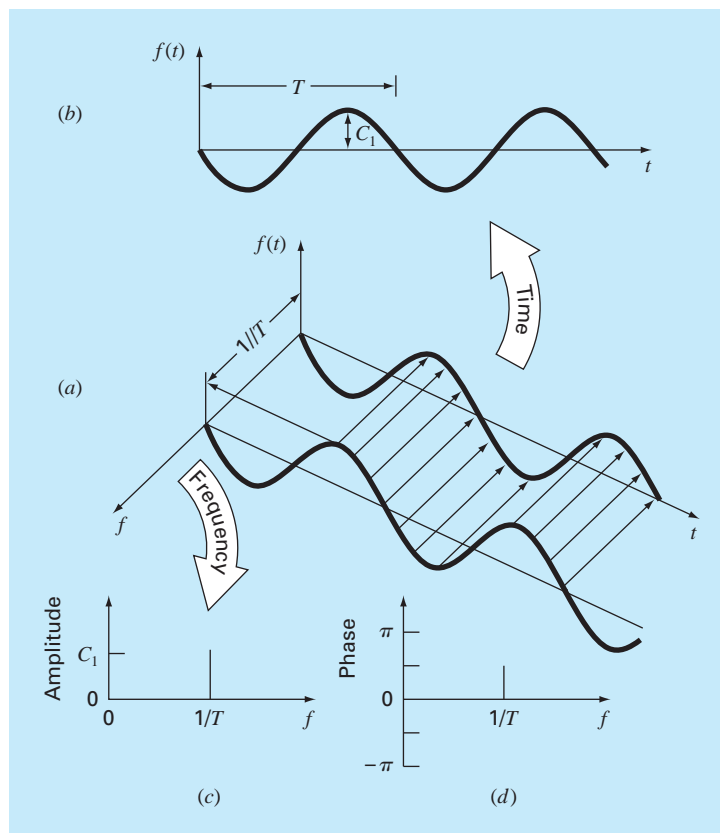 f(t)
T
(b)
C₁
t
f(t)
Time
1//T
(a)
f
Frequency
t
Amplitude
C₁
0
0
1/T
f
Phase
π
0
−π
1/T
f
(c)
(d)